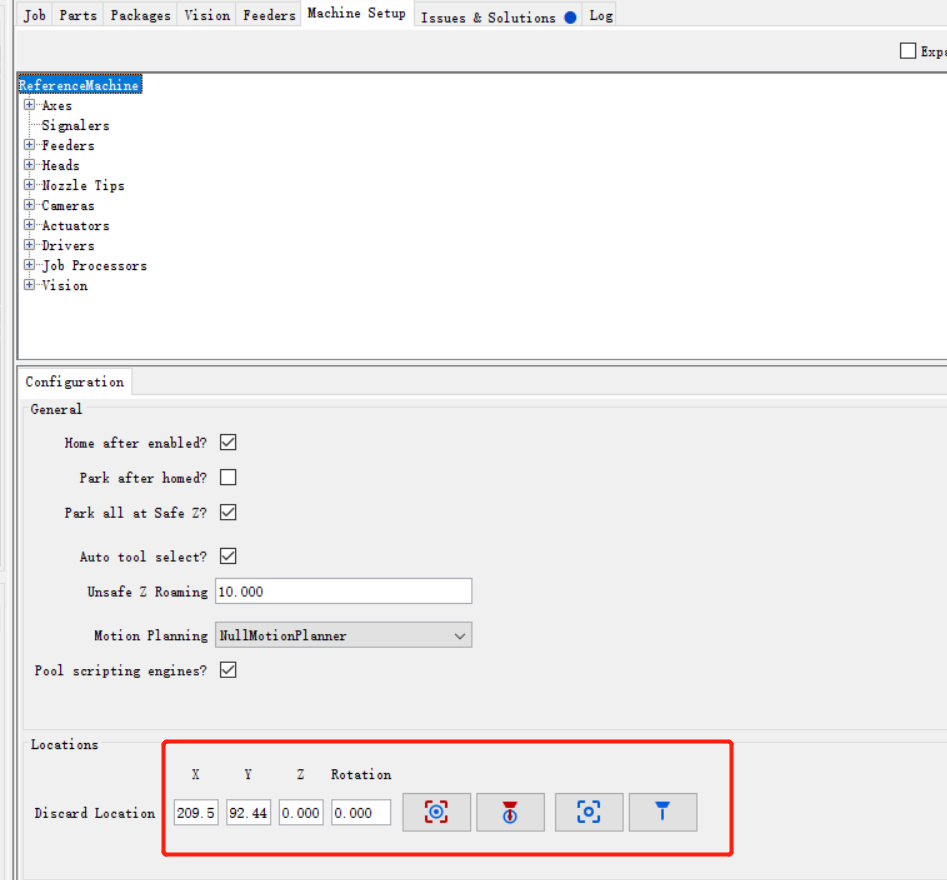 Job Parts Packages Vision Feeders Machine Setup Issues & Solutions Log
Expa
ReferenceMachine
Axes
Signalers
Feeders
Heads
Nozzle Tips
Cameras
Actuators
Drivers
Job Processors
Vision
Configuration
General
Home after enabled?
Park after homed?
Park all at Safe Z?
Auto tool select?
Unsafe Z Roaming 10.000
Motion Planning NullMotionPlanner
Pool scripting engines?
Locations
X Y Z Rotation
Discard Location 209.5 92.44 0.000 0.000